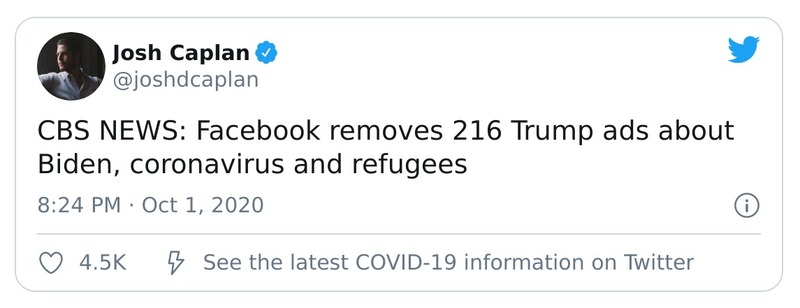 Josh Caplan
@joshdcaplan
CBS NEWS: Facebook removes 216 Trump ads about
Biden, coronavirus and refugees
8:24 PM · Oct 1, 2020
4.5K See the latest COVID-19 information on Twitter